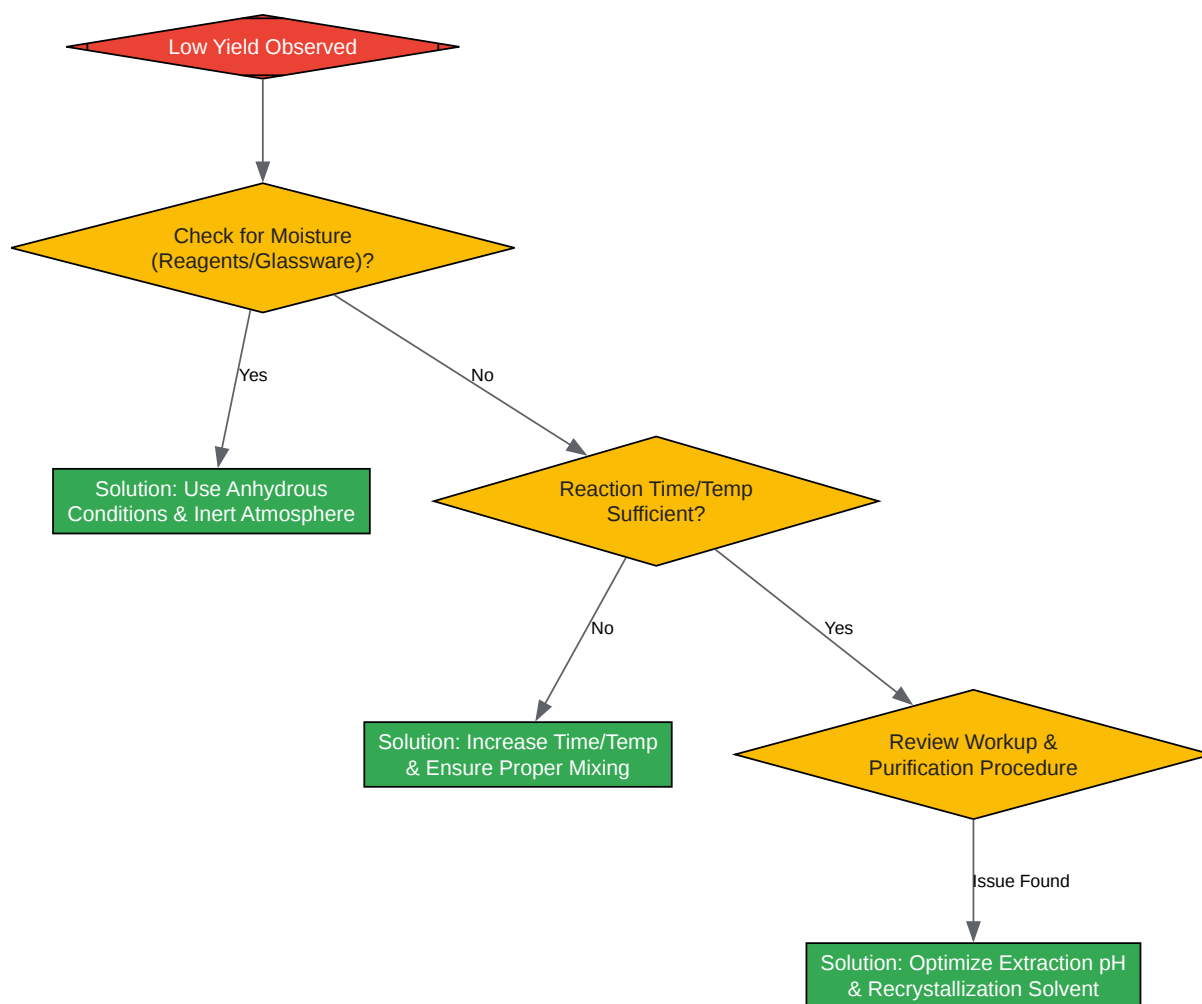 Low Yield Observed
Check for Moisture
(Reagents/Glassware)?
Yes
No
Solution: Use Anhydrous
Conditions & Inert Atmosphere
Reaction Time/Temp
Sufficient?
No
Yes
Solution: Increase Time/Temp
& Ensure Proper Mixing
Review Workup &
Purification Procedure
Issue Found
Solution: Optimize Extraction pH
& Recrystallization Solvent